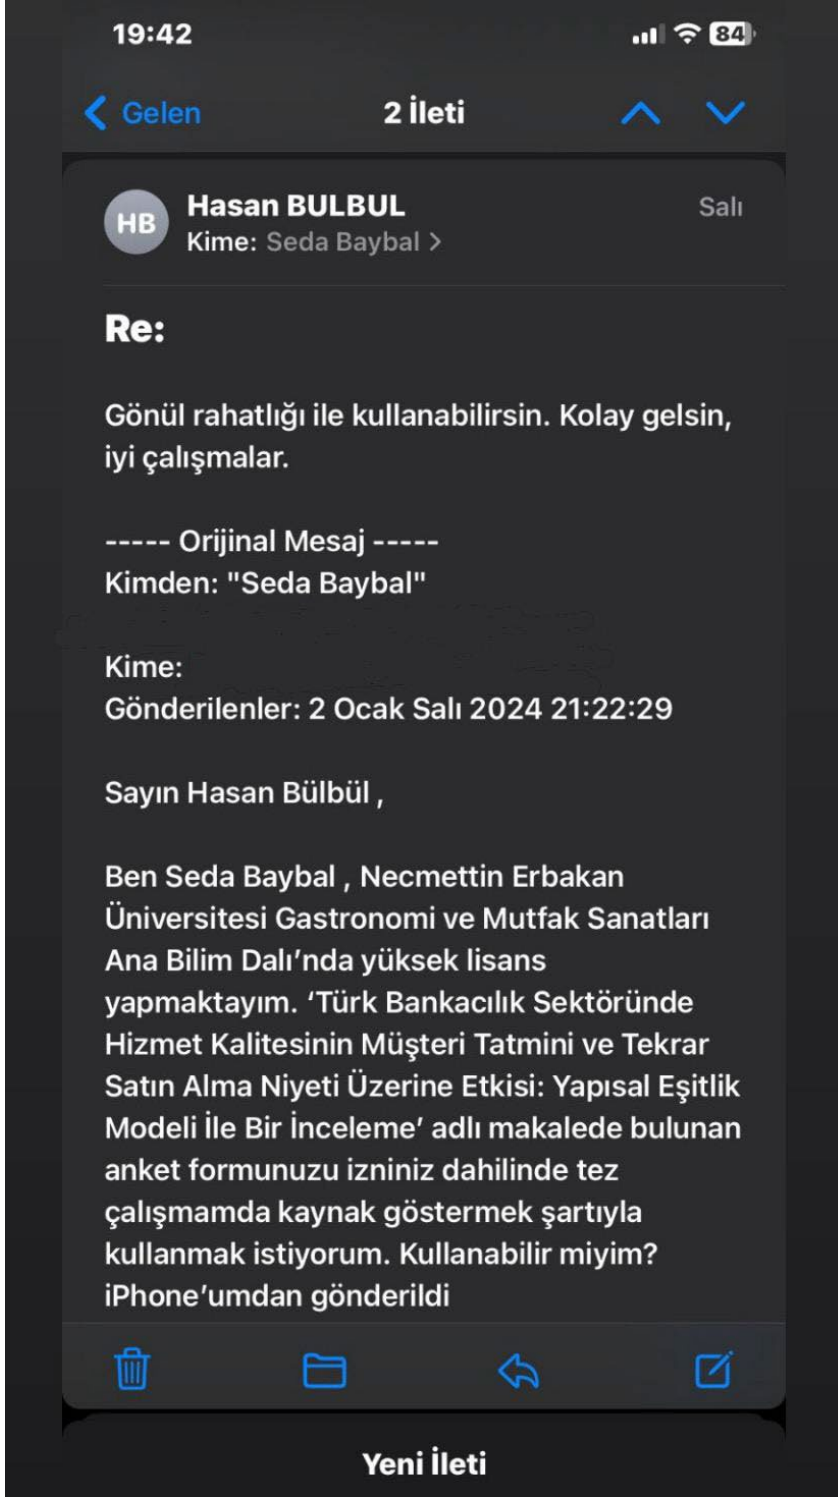 19:42
84
Gelen
2 İleti
HB
Hasan BULBUL
Salı
Kime: Seda Baybal >
Re:
Gönül rahatlığı ile kullanabilirsin. Kolay gelsin,
iyi çalışmalar.
----- Orijinal Mesaj -----
Kimden: "Seda Baybal"
Kime:
Gönderilenler: 2 Ocak Salı 2024 21:22:29
Sayın Hasan Bülbül ,
Ben Seda Baybal , Necmettin Erbakan
Üniversitesi Gastronomi ve Mutfak Sanatları
Ana Bilim Dalı’nda yüksek lisans
yapmaktayım. ‘Türk Bankacılık Sektöründe
Hizmet Kalitesinin Müşteri Tatmini ve Tekrar
Satın Alma Niyeti Üzerine Etkisi: Yapısal Eşitlik
Modeli İle Bir İnceleme’ adlı makalede bulunan
anket formunuzu izniniz dahilinde tez
çalışmamda kaynak göstermek şartıyla
kullanmak istiyorum. Kullanabilir miyim?
iPhone’umdan gönderildi
Yeni İleti